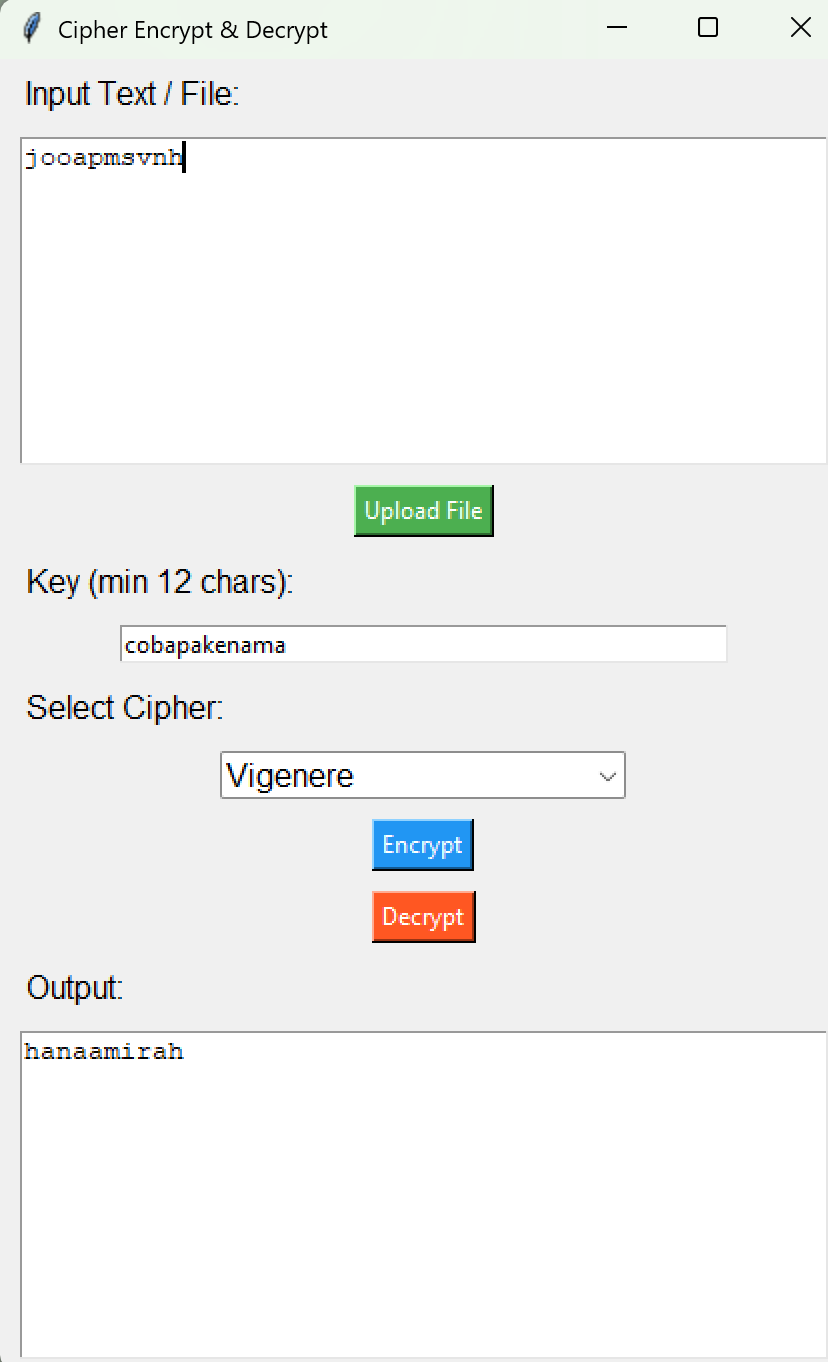 Cipher Encrypt & Decrypt
Input Text / File:
jooapmsvnh
Upload File
Key (min 12 chars):
cobapakenama
Select Cipher:
Vigenere
Encrypt
Decrypt
Output:
hanaamirah